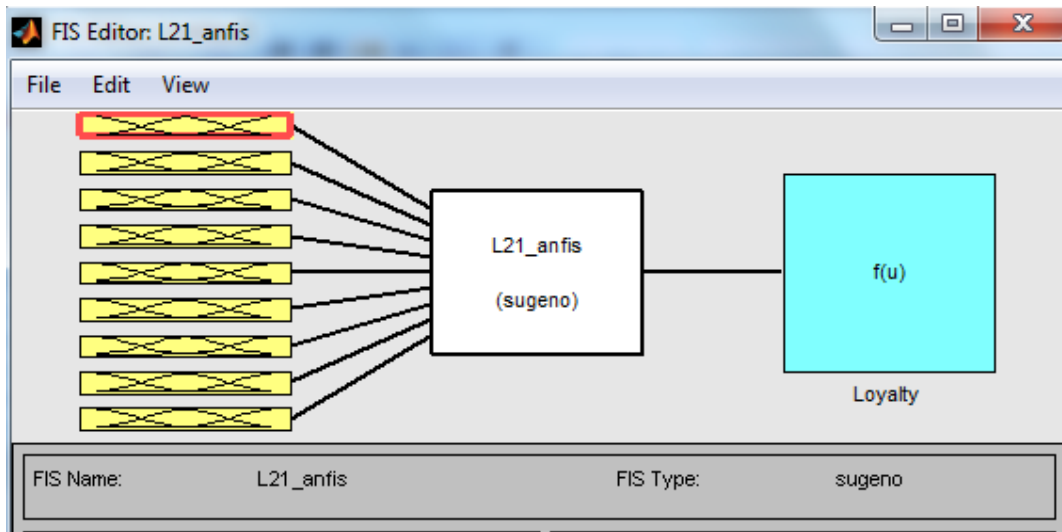 FIS Editor: L21_anfis
File Edit View
L21_anfis
(sugeno)
f(u)
Loyalty
FIS Name: L21_anfis FIS Type: sugeno